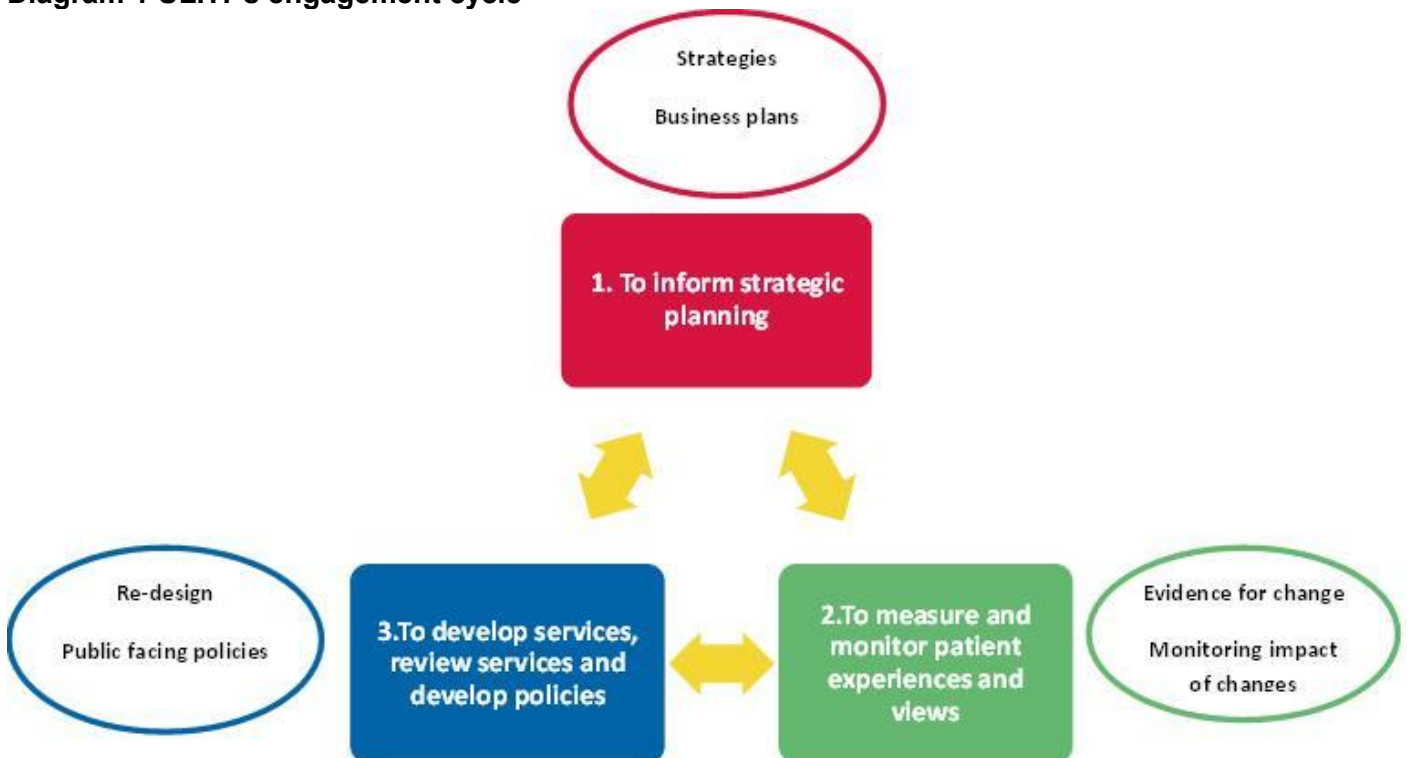 Strategies
Business plans
1. To inform strategic
planning
Re-design
Public facing policies
3.To develop services,
review services and
develop policies
2.To measure and
monitor patient
experiences and
views
Evidence for change
Monitoring impact
of changes